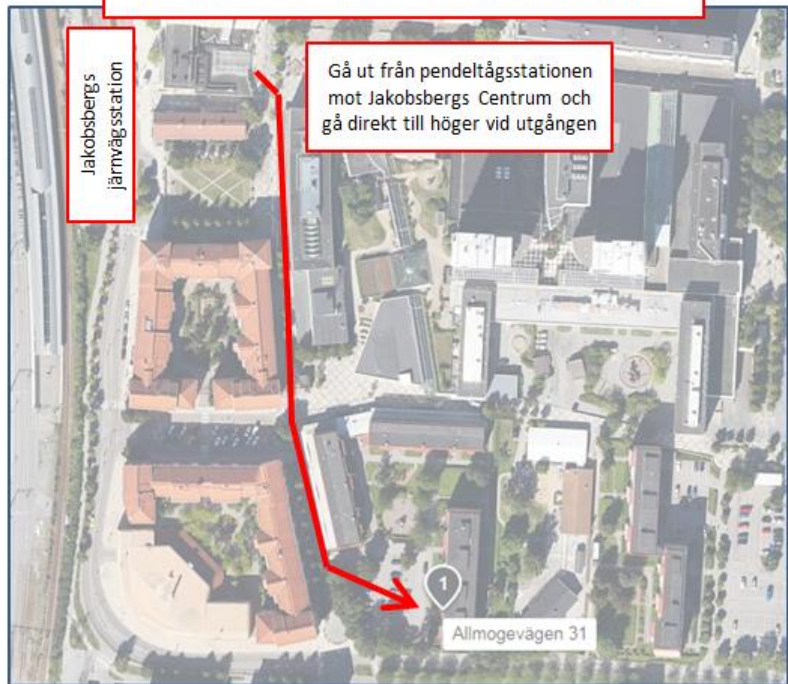 Jakobsbergs
järnvägsstation
Gå ut från pendeltågsstationen
mot Jakobsbergs Centrum och
gå direkt till höger vid utgången
1
Allmogevägen 31